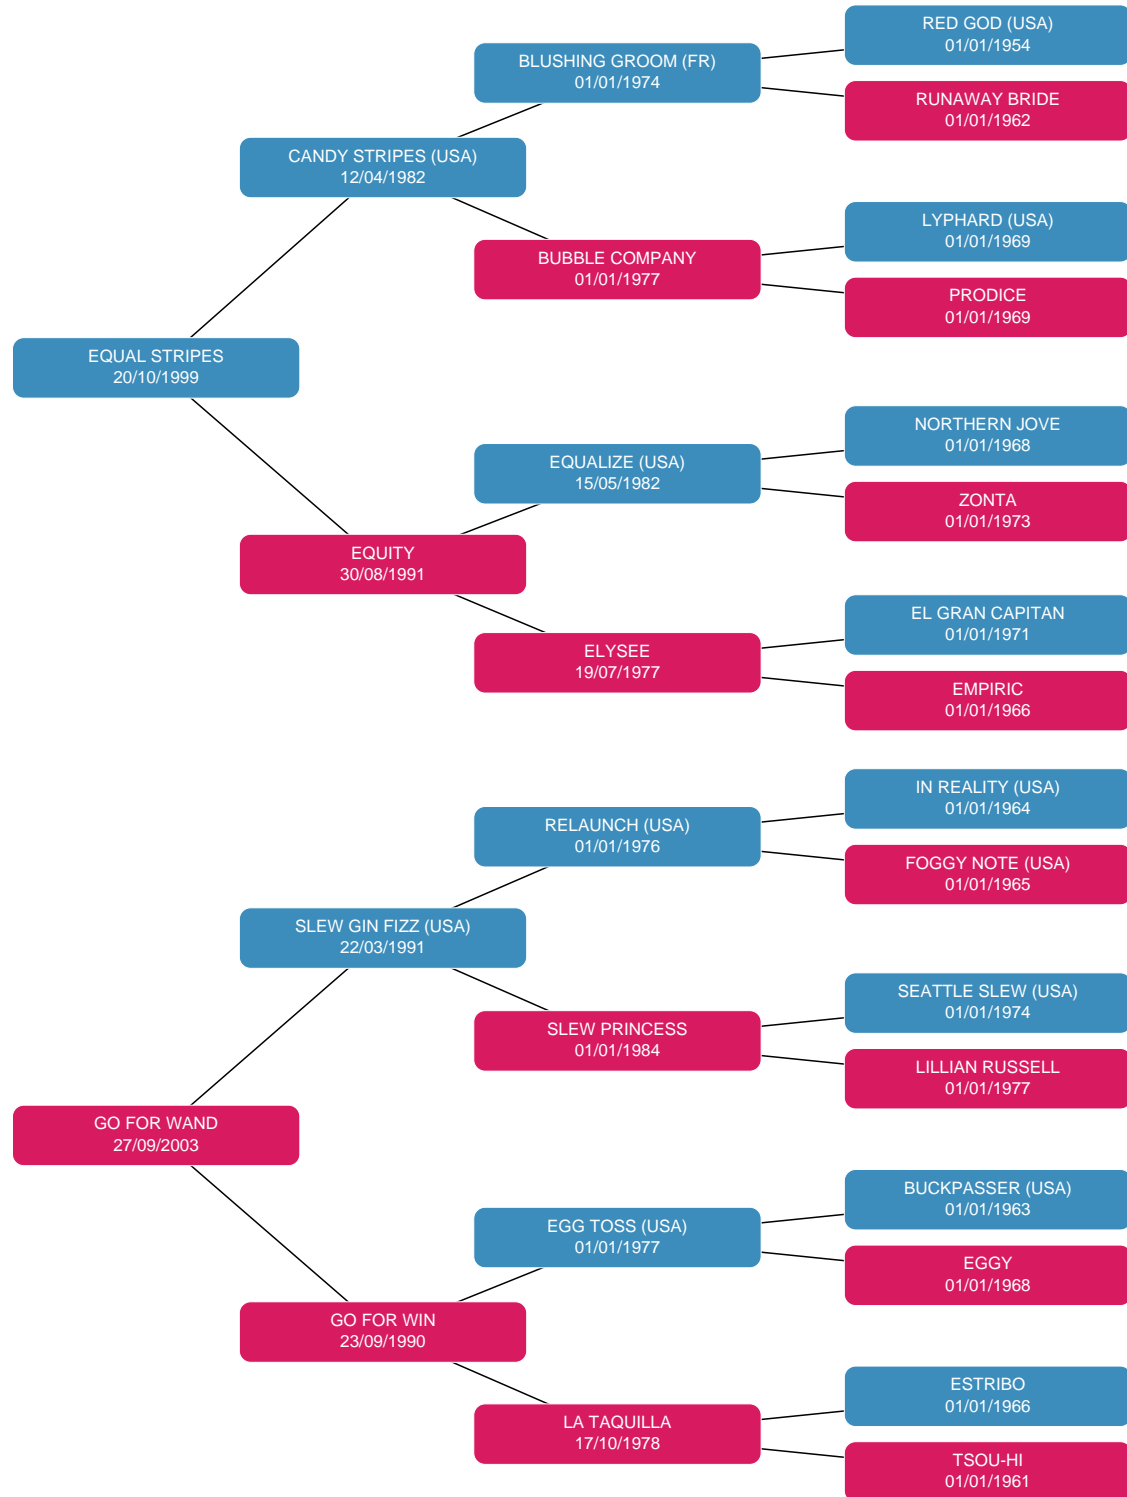 RED GOD (USA)
01/01/1954
BLUSHING GROOM (FR)
01/01/1974
RUNAWAY BRIDE
01/01/1962
CANDY STRIPES (USA)
12/04/1982
LYPHARD (USA)
01/01/1969
BUBBLE COMPANY
01/01/1977
PRODICE
01/01/1969
EQUAL STRIPES
20/10/1999
NORTHERN JOVE
01/01/1968
EQUALIZE (USA)
15/05/1982
ZONTA
01/01/1973
EQUITY
30/08/1991
EL GRAN CAPITAN
01/01/1971
ELYSEE
19/07/1977
EMPIRIC
01/01/1966
IN REALITY (USA)
01/01/1964
RELAUNCH (USA)
01/01/1976
FOGGY NOTE (USA)
01/01/1965
SLEW GIN FIZZ (USA)
22/03/1991
SEATTLE SLEW (USA)
01/01/1974
SLEW PRINCESS
01/01/1984
LILLIAN RUSSELL
01/01/1977
GO FOR WAND
27/09/2003
BUCKPASSER (USA)
01/01/1963
EGG TOSS (USA)
01/01/1977
EGGY
01/01/1968
GO FOR WIN
23/09/1990
ESTRIBO
01/01/1966
LA TAQUILLA
17/10/1978
TSOU-HI
01/01/1961